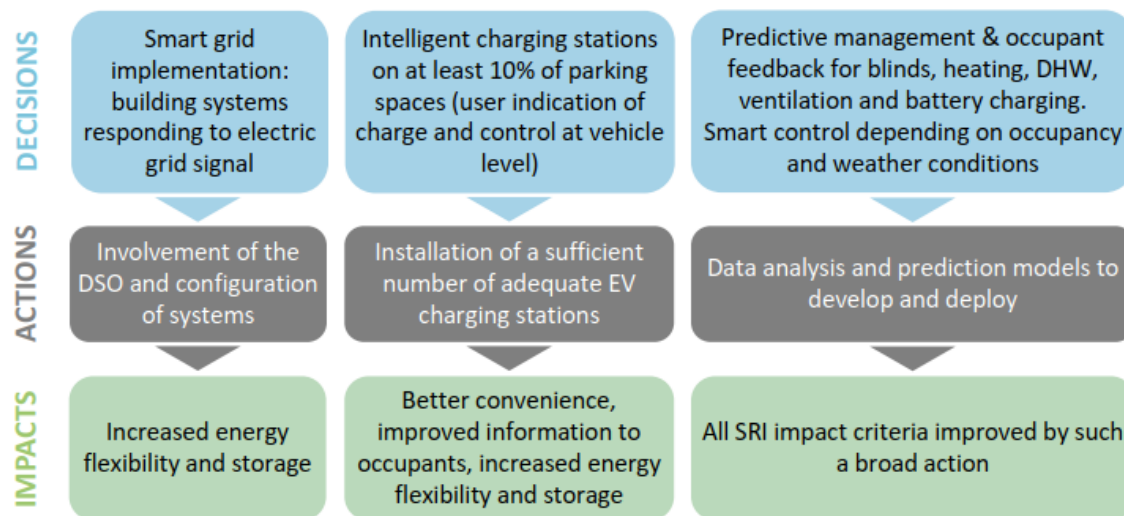 DECISIONS
Smart grid
implementation:
building systems
responding to electric
grid signal
Intelligent charging stations
on at least 10% of parking
spaces (user indication of
charge and control at vehicle
level)
Predictive management & occupant
feedback for blinds, heating, DHW,
ventilation and battery charging.
Smart control depending on occupancy
and weather conditions
ACTIONS
Involvement of the
DSO and configuration
of systems
Installation of a sufficient
number of adequate EV
charging stations
Data analysis and prediction models to
develop and deploy
IMPACTS
Increased energy
flexibility and storage
Better convenience,
improved information to
occupants, increased energy
flexibility and storage
All SRI impact criteria improved by such
a broad action